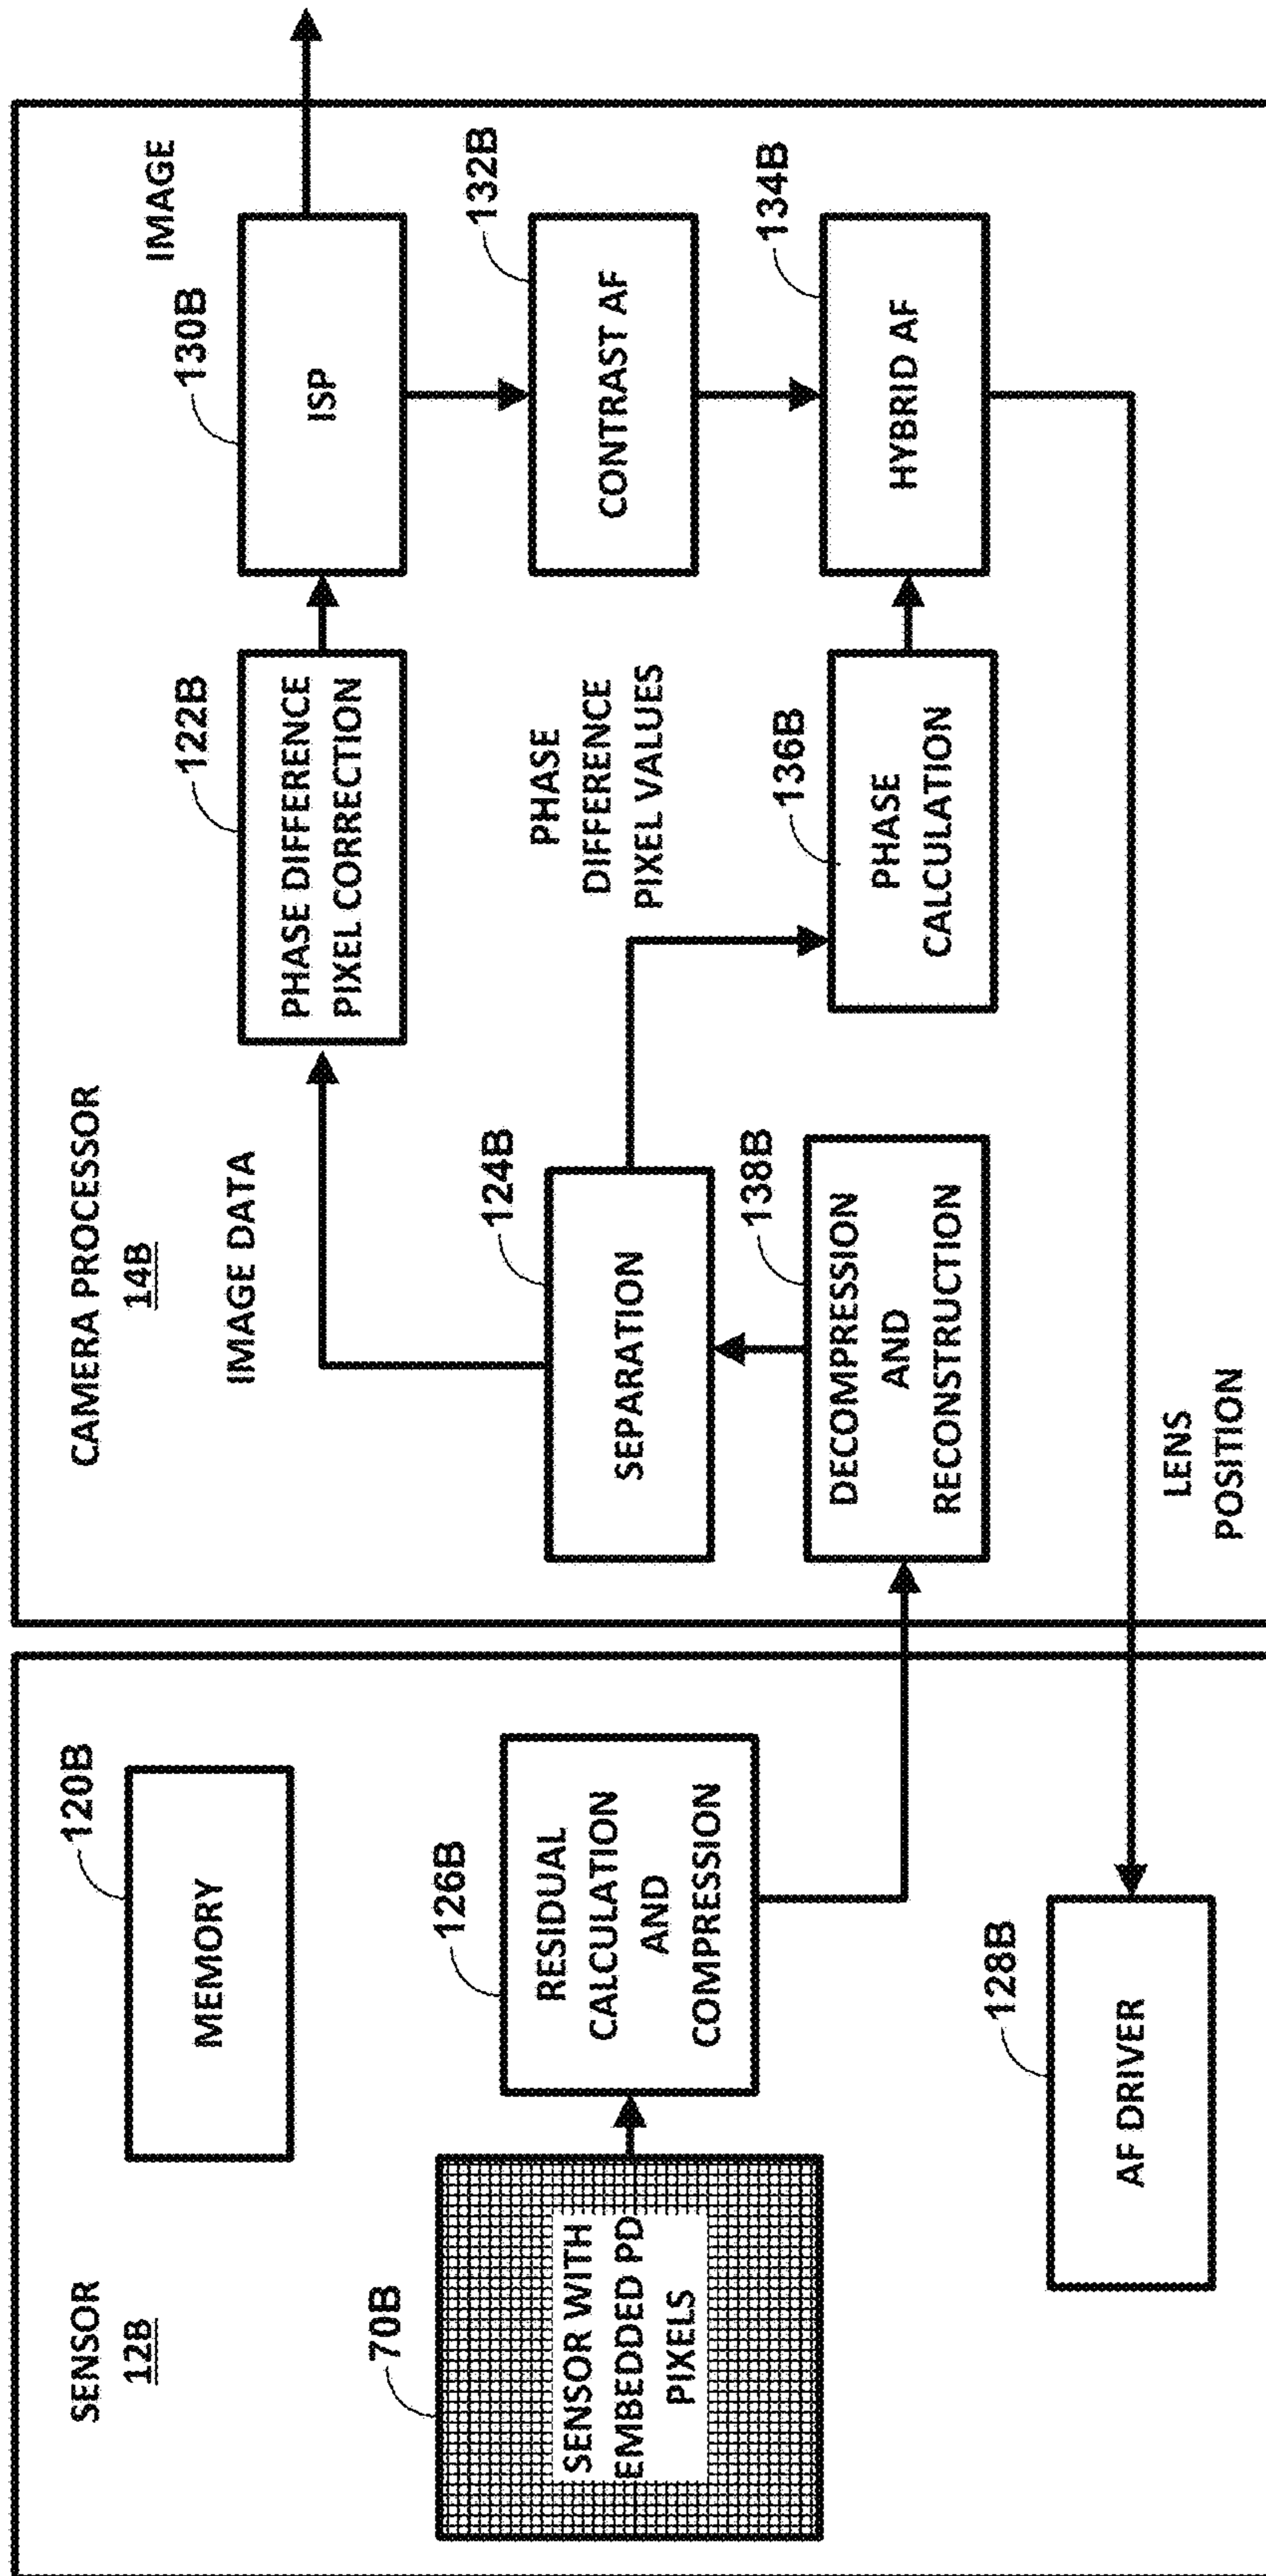 SENSOR
12B
120B
MEMORY
70B
SENSOR WITH
EMBEDDED PD
PIXELS
126B
RESIDUAL
CALCULATION
AND
COMPRESSION
128B
AF DRIVER
CAMERA PROCESSOR
14B
IMAGE DATA
122B
PHASE DIFFERENCE
PIXEL CORRECTION
130B
ISP
IMAGE
124B
SEPARATION
PHASE
DIFFERENCE
PIXEL VALUES
132B
CONTRAST AF
138B
DECOMPRESSION
AND
RECONSTRUCTION
136B
PHASE
CALCULATION
134B
HYBRID AF
LENS
POSITION